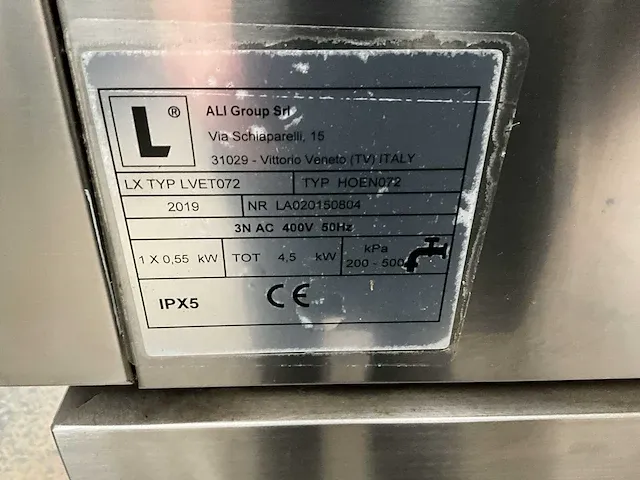 L ®
ALI Group Srl
Via Schiaparelli, 15
31029 - Vittorio Veneto (TV) ITALY
LX TYP LVET072 TYP HOEN072
2019 NR LA020150804
3N AC 400V 50Hz
1 X 0,55 kW TOT 4,5 kW kPa
200 - 500
IPX5 CE